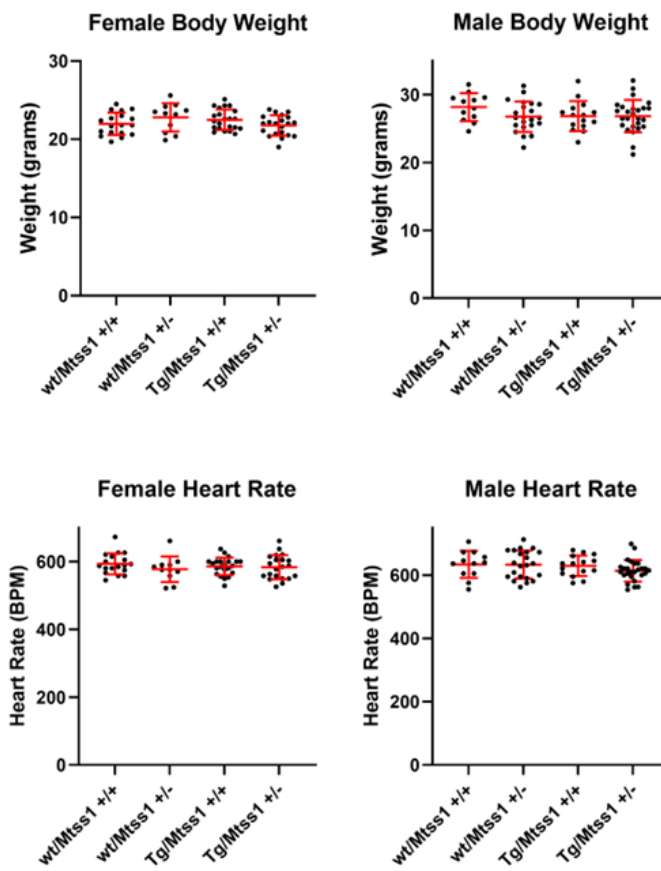 Female Body Weight
Weight (grams)
30
20
10
0
wt/Mtss1 +/+
wt/Mtss1 +/-
Tg/Mtss1 +/+
Tg/Mtss1 +/-
Male Body Weight
Weight (grams)
30
20
10
0
wt/Mtss1 +/+
wt/Mtss1 +/-
Tg/Mtss1 +/+
Tg/Mtss1 +/-
Female Heart Rate
Heart Rate (BPM)
600
400
200
0
wt/Mtss1 +/+
wt/Mtss1 +/-
Tg/Mtss1 +/+
Tg/Mtss1 +/-
Male Heart Rate
Heart Rate (BPM)
600
400
200
0
wt/Mtss1 +/+
wt/Mtss1 +/-
Tg/Mtss1 +/+
Tg/Mtss1 +/-